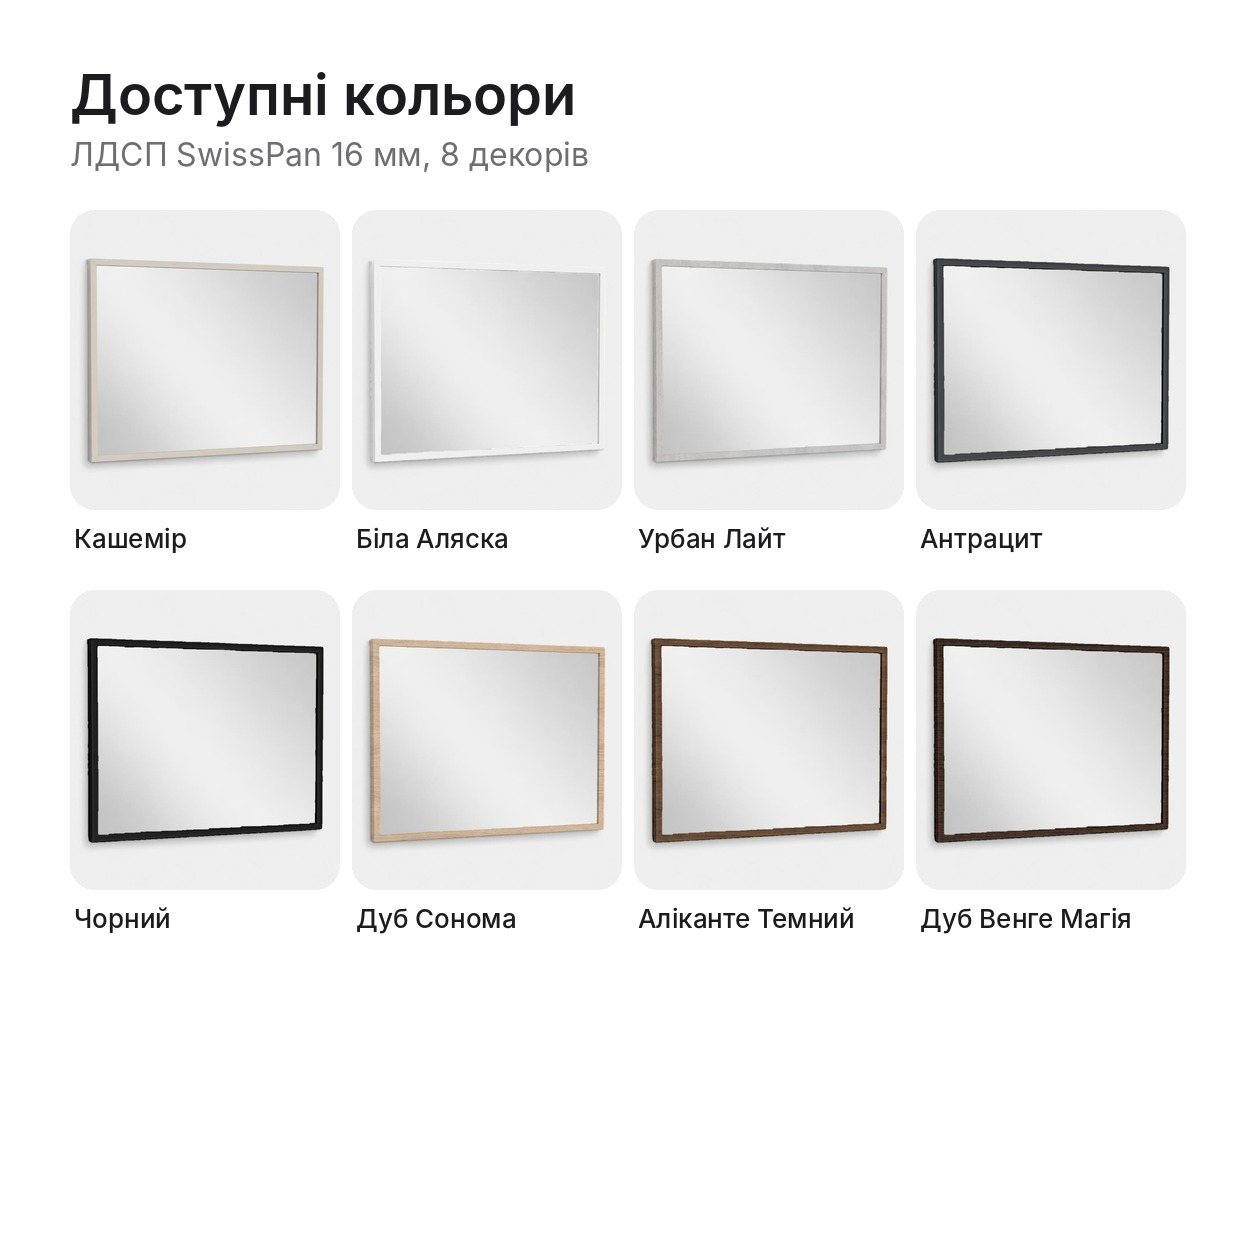 Доступні кольори
ЛДСП SwissPan 16 мм, 8 декорів
Кашемір
Біла Аляска
Урбан Лайт
Антрацит
Чорний
Дуб Сонома
Аліканте Темний
Дуб Венге Магія